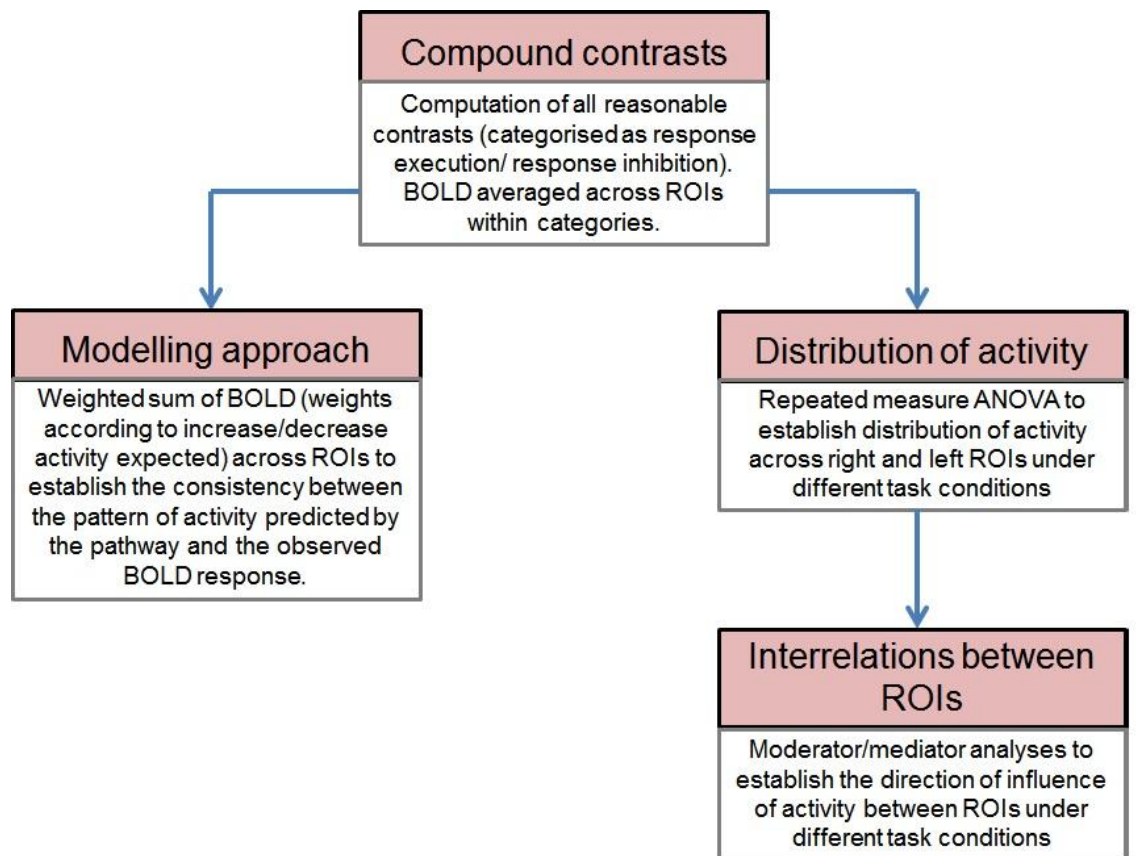 Compound contrasts
Computation of all reasonable
contrasts (categorised as response
execution/ response inhibition).
BOLD averaged across ROIs
within categories.
Modelling approach
Weighted sum of BOLD (weights
according to increase/decrease
activity expected) across ROIs to
establish the consistency between
the pattern of activity predicted by
the pathway and the observed
BOLD response.
Distribution of activity
Repeated measure ANOVA to
establish distribution of activity
across right and left ROIs under
different task conditions
Interrelations between
ROIs
Moderator/mediator analyses to
establish the direction of influence
of activity between ROIs under
different task conditions